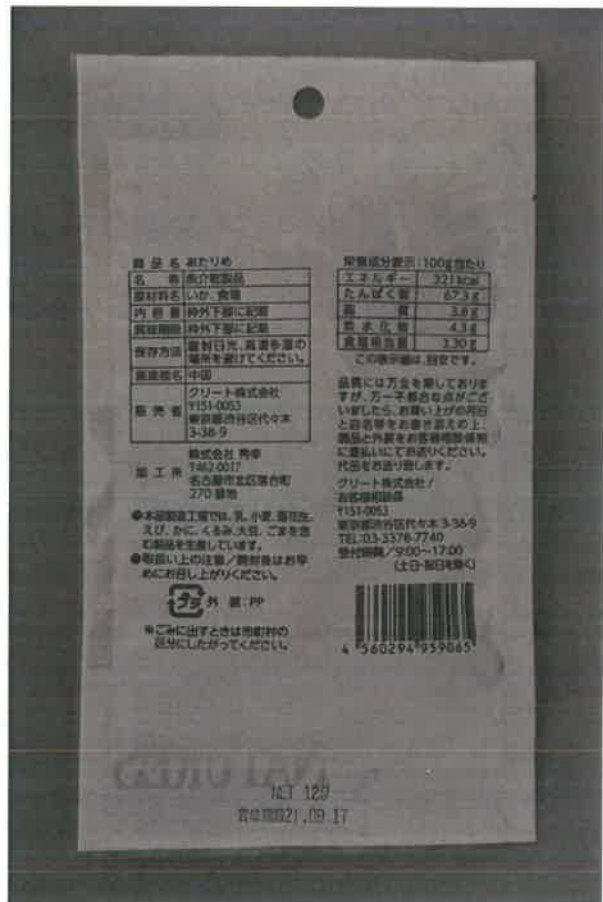 商品名 おたりめ
名称 魚介乾製品
原材料名 いか、食塩
内容量 枠外下部に記載
賞味期限 枠外下部に記載
保存方法 直射日光、高温多湿の
場所を避けてください。
原産国名 中国
販売者 クリート株式会社
〒151-0053
東京都渋谷区代々木
3-38-9
加工所 株式会社 秀幸
〒462-0017
名古屋市北区落合町
270番地
●本品製造工場では、乳、小麦、落花生、
えび、かに、くるみ、大豆、ごまを含
む製品を生産しています。
●取扱い上の注意/開封後はお早
めにお召し上がりください。
プラ 外装:PP
※ごみに出すときは市町村の
区分にしたがってください。
栄養成分表示:100g当たり
エネルギー 321kcal
たんぱく質 67.3g
脂質 3.8g
炭水化物 4.3g
食塩相当量 3.30g
この表示値は、目安です。
品質には万全を期しておりま
すが、万一不都合な点がござ
いましたら、お買い上げの月日
と店名等をお書き添えの上、
商品と外装をお客様相談係宛
に着払いにてお送りください。
代品をお送り致します。
クリート株式会社/
お客様相談係
〒151-0053
東京都渋谷区代々木 3-38-9
TEL:03-3378-7740
受付時間/9:00〜17:00
(土日・祝日を除く)
4 560294 959065
NET 12g
賞味期限21.09.17